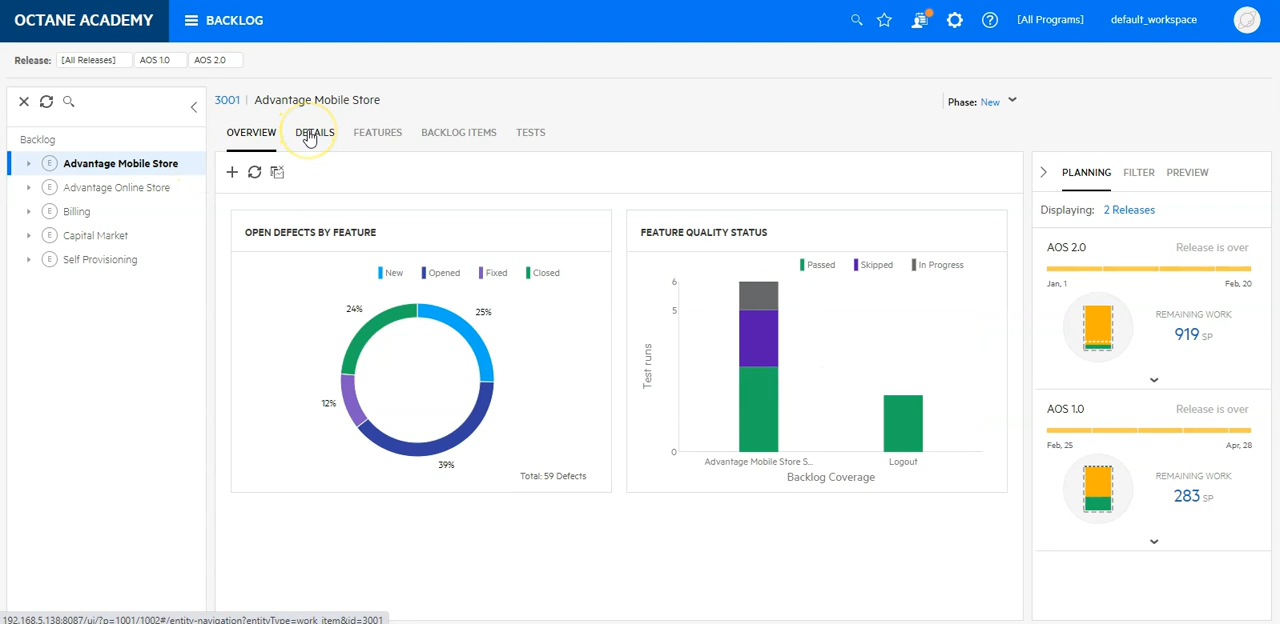 OCTANE ACADEMY
BACKLOG
[All Programs]
default_workspace
Release: [All Releases] AOS 1.0 AOS 2.0
Backlog
E Advantage Mobile Store
E Advantage Online Store
E Billing
E Capital Market
E Self Provisioning
3001 | Advantage Mobile Store
Phase: New
OVERVIEW DETAILS FEATURES BACKLOG ITEMS TESTS
OPEN DEFECTS BY FEATURE
New Opened Fixed Closed
24%
25%
12%
39%
Total: 59 Defects
FEATURE QUALITY STATUS
Passed Skipped In Progress
6
5
0
Test runs
Advantage Mobile Store S...
Logout
Backlog Coverage
PLANNING FILTER PREVIEW
Displaying: 2 Releases
AOS 2.0 Release is over
Jan, 1 Feb, 20
REMAINING WORK
919 SP
AOS 1.0 Release is over
Feb, 25 Apr, 28
REMAINING WORK
283 SP
192.168.5.138:8087/ui/?p=1001/1002#/entity-navigation?entityType=work_item&id=3001